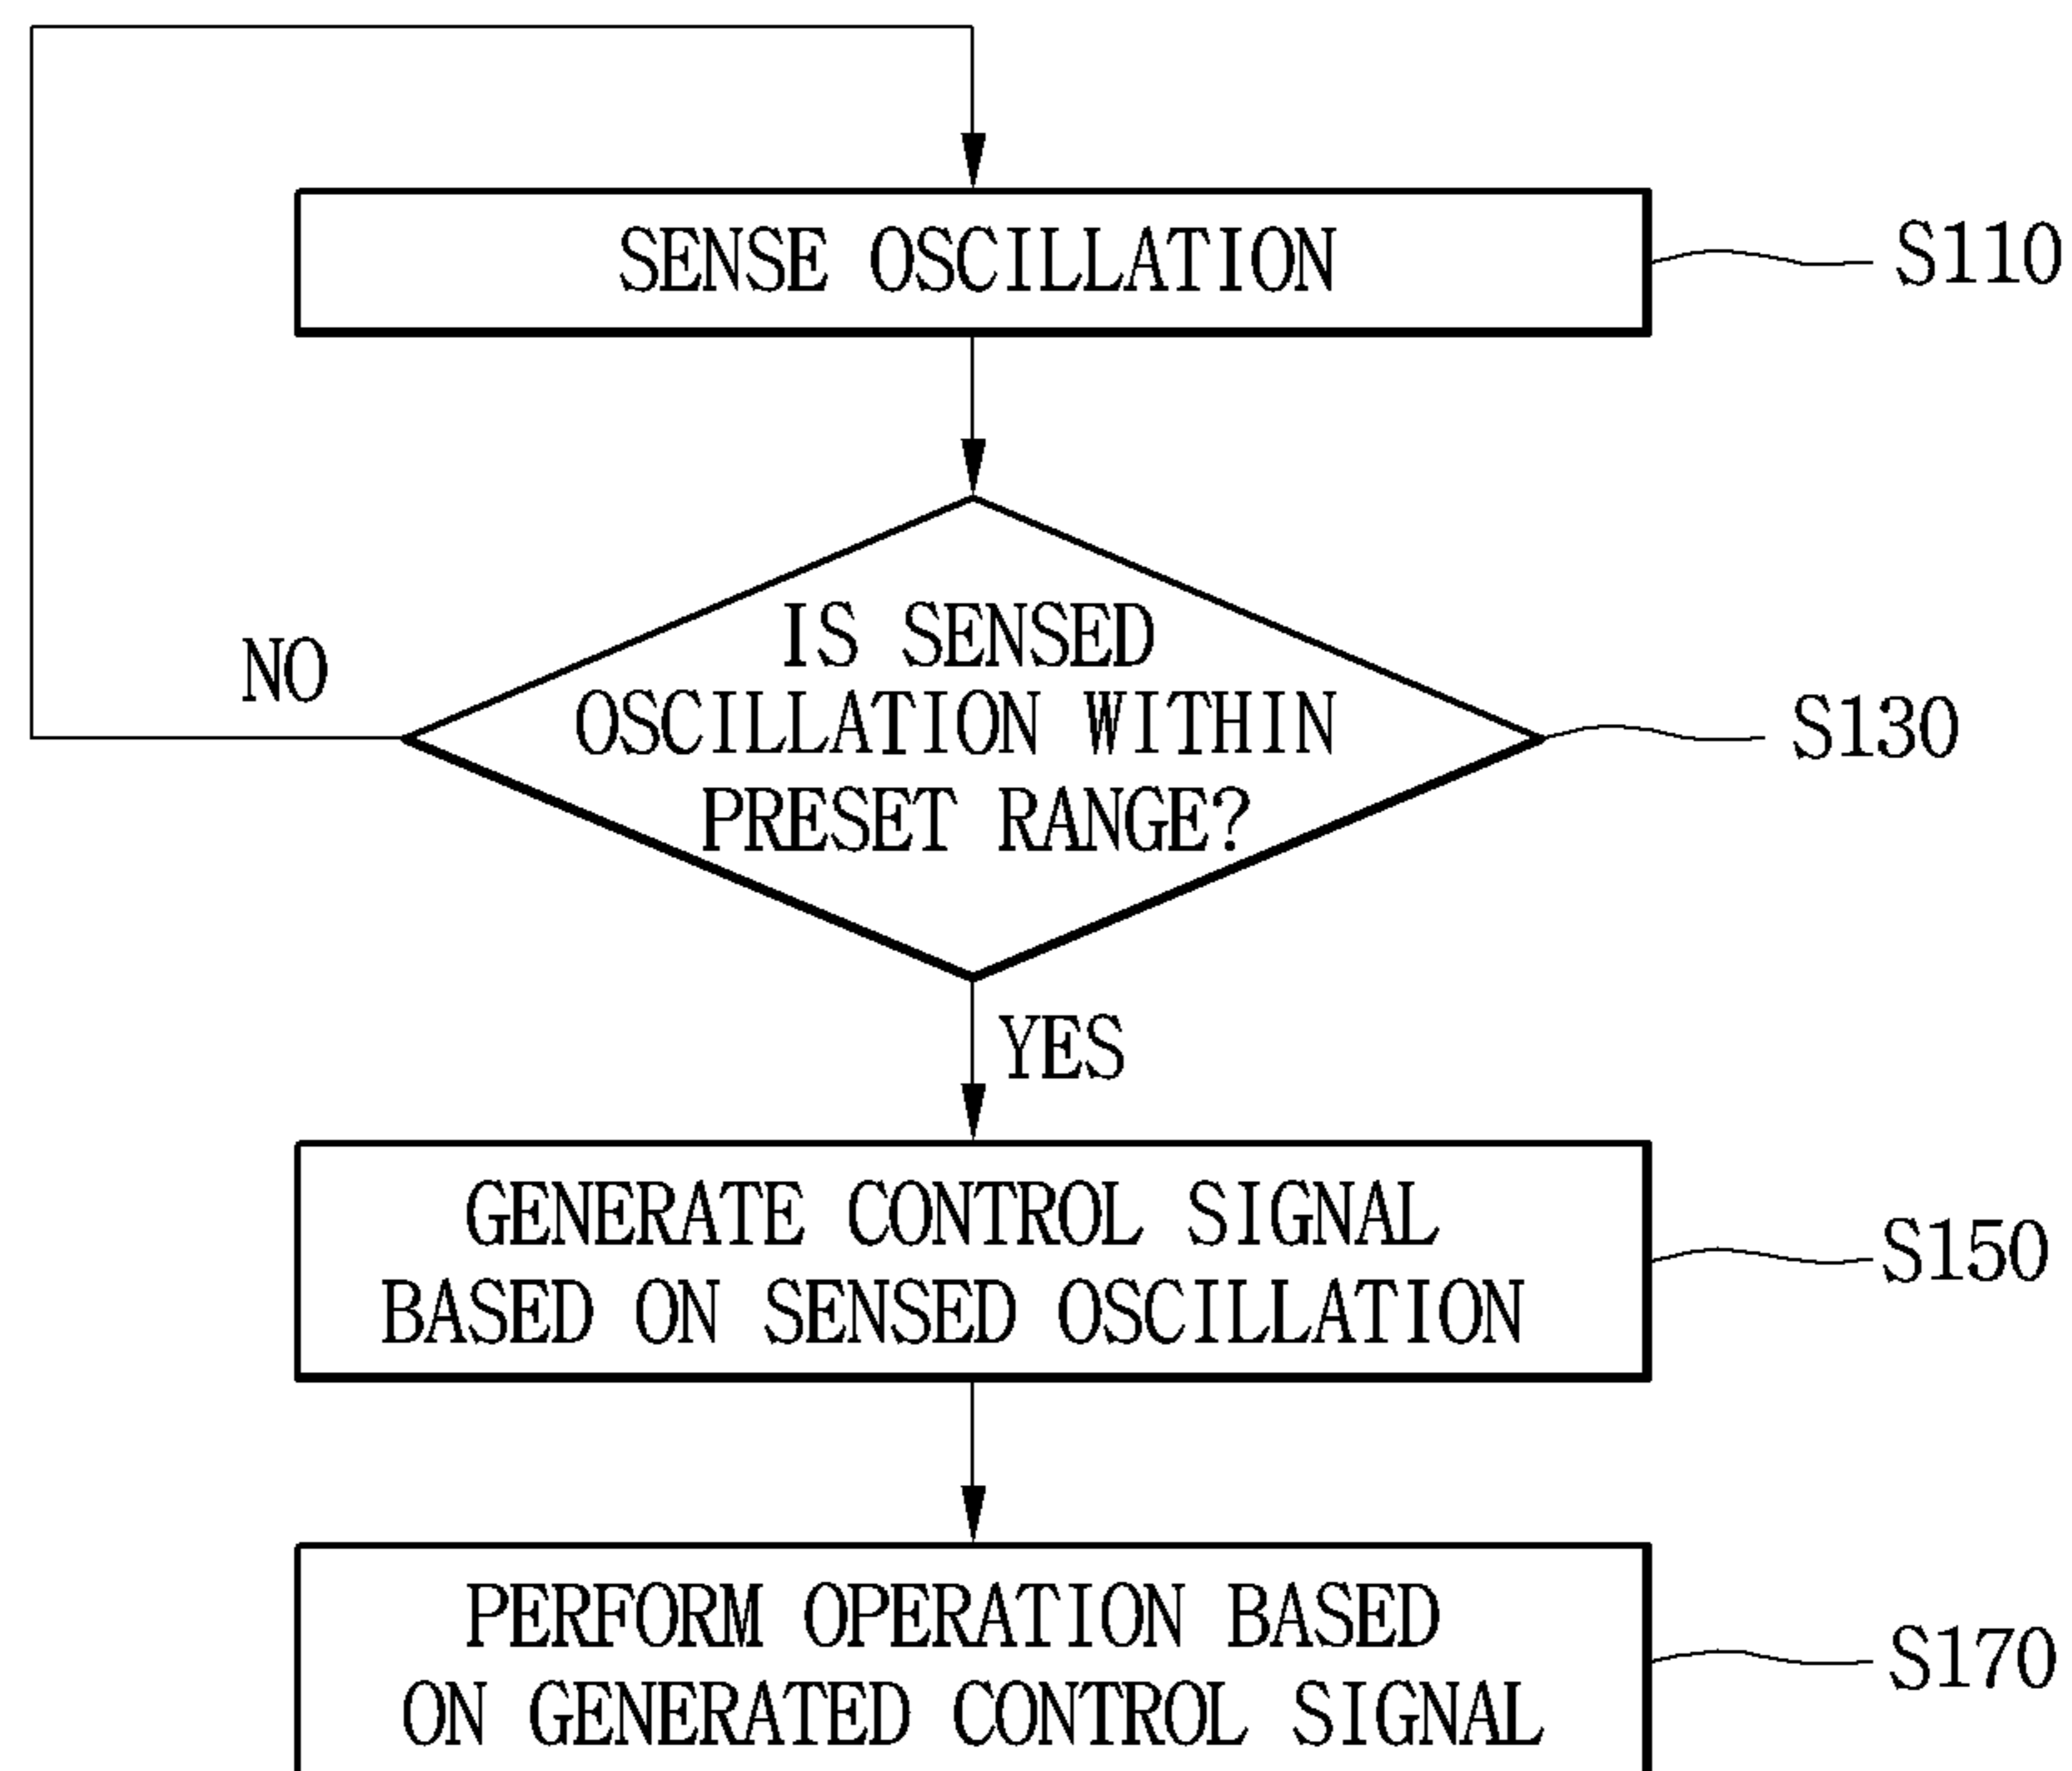 SENSE OSCILLATION
S110
IS SENSED
OSCILLATION WITHIN
PRESET RANGE?
NO
S130
YES
GENERATE CONTROL SIGNAL
BASED ON SENSED OSCILLATION
S150
PERFORM OPERATION BASED
ON GENERATED CONTROL SIGNAL
S170